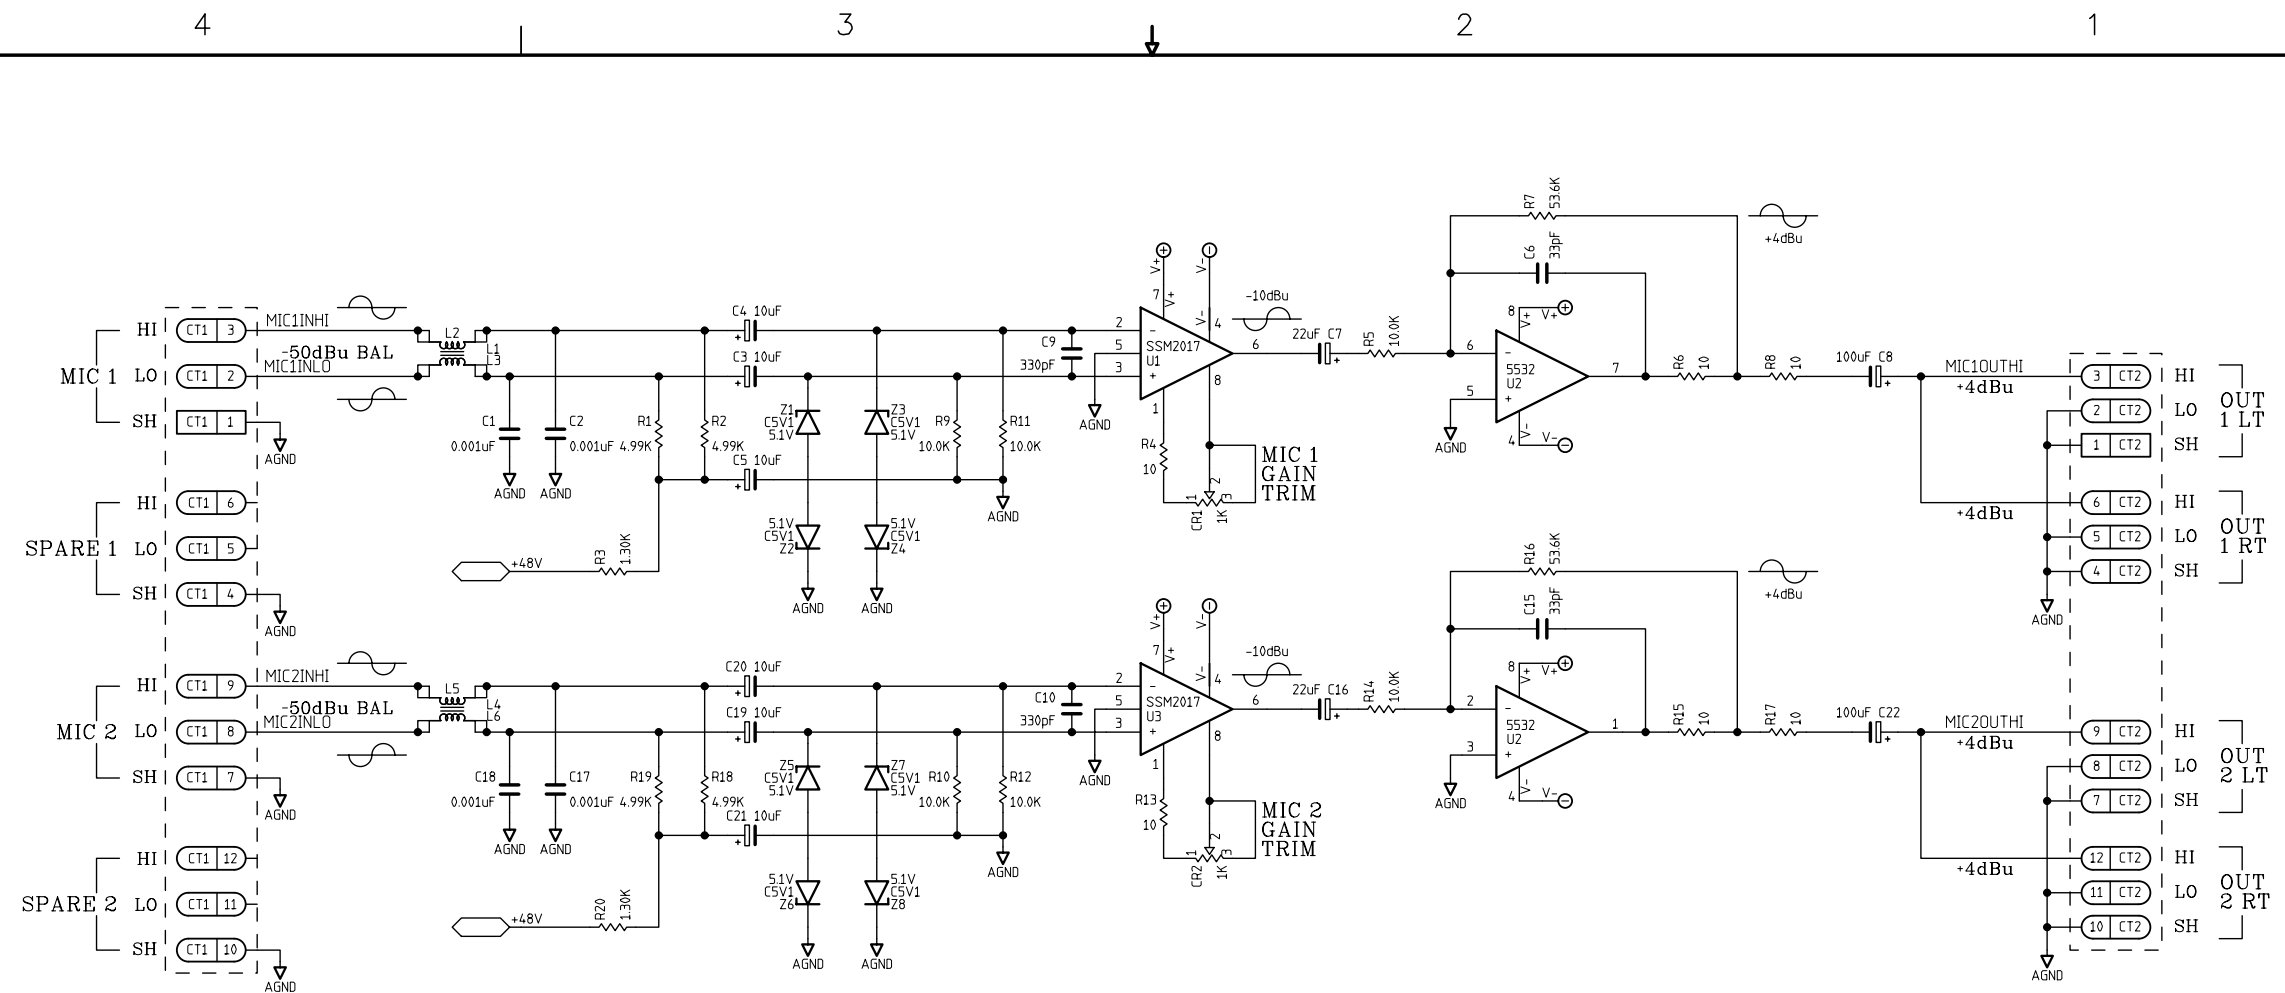 4 3 2 1
R7 53.6K
C6 33pF
+4dBu
V+ V-
7 V+
V- 4
-10dBu
8 V+ V+
HI CT1 3 MIC1INHI
L2
L1
L3
-50dBu BAL
MIC 1 LO CT1 2 MIC1INLO
SH CT1 1
AGND
C4 10uF
+
C3 10uF
+
C9
330pF
2 -
5 SSM2017
U1
3 +
6
8
1
AGND
22uF C7
+
R5 10.0K
6 -
5532
U2
5 +
7
4 V- V-
AGND
R6 10
R8 10
100uF C8
+
MIC1OUTHI
+4dBu
3 CT2 HI
2 CT2 LO
1 CT2 SH
OUT
1 LT
C1
0.001uF
AGND
C2
0.001uF
AGND
R1
4.99K
R2
4.99K
C5 10uF
+
Z1
C5V1
5.1V
Z3
C5V1
5.1V
R9
10.0K
R11
10.0K
AGND
R4
10
MIC 1
GAIN
TRIM
1 2 3
CR1 1K
SPARE 1
HI CT1 6
LO CT1 5
SH CT1 4
AGND
+48V
R3 1.30K
5.1V
C5V1
Z2
AGND
5.1V
C5V1
Z4
AGND
+4dBu
6 CT2 HI
5 CT2 LO
4 CT2 SH
OUT
1 RT
AGND
R16 53.6K
C15 33pF
+4dBu
V+ V-
7 V+
V- 4
-10dBu
8 V+ V+
HI CT1 9 MIC2INHI
L5
L4
L6
-50dBu BAL
MIC 2 LO CT1 8 MIC2INLO
SH CT1 7
AGND
C20 10uF
+
C19 10uF
+
C10
330pF
2 -
5 SSM2017
U3
3 +
6
8
1
AGND
22uF C16
+
R14 10.0K
2 -
5532
U2
3 +
1
4 V- V-
AGND
R15 10
R17 10
100uF C22
+
MIC2OUTHI
+4dBu
9 CT2 HI
8 CT2 LO
7 CT2 SH
OUT
2 LT
C18
0.001uF
AGND
C17
0.001uF
AGND
R19
4.99K
R18
4.99K
C21 10uF
+
Z5
C5V1
5.1V
Z7
C5V1
5.1V
R10
10.0K
R12
10.0K
AGND
R13
10
MIC 2
GAIN
TRIM
1 2 3
CR2 1K
SPARE 2
HI CT1 12
LO CT1 11
SH CT1 10
AGND
+48V
R20 1.30K
5.1V
C5V1
Z6
AGND
5.1V
C5V1
Z8
AGND
+4dBu
12 CT2 HI
11 CT2 LO
10 CT2 SH
OUT
2 RT
AGND